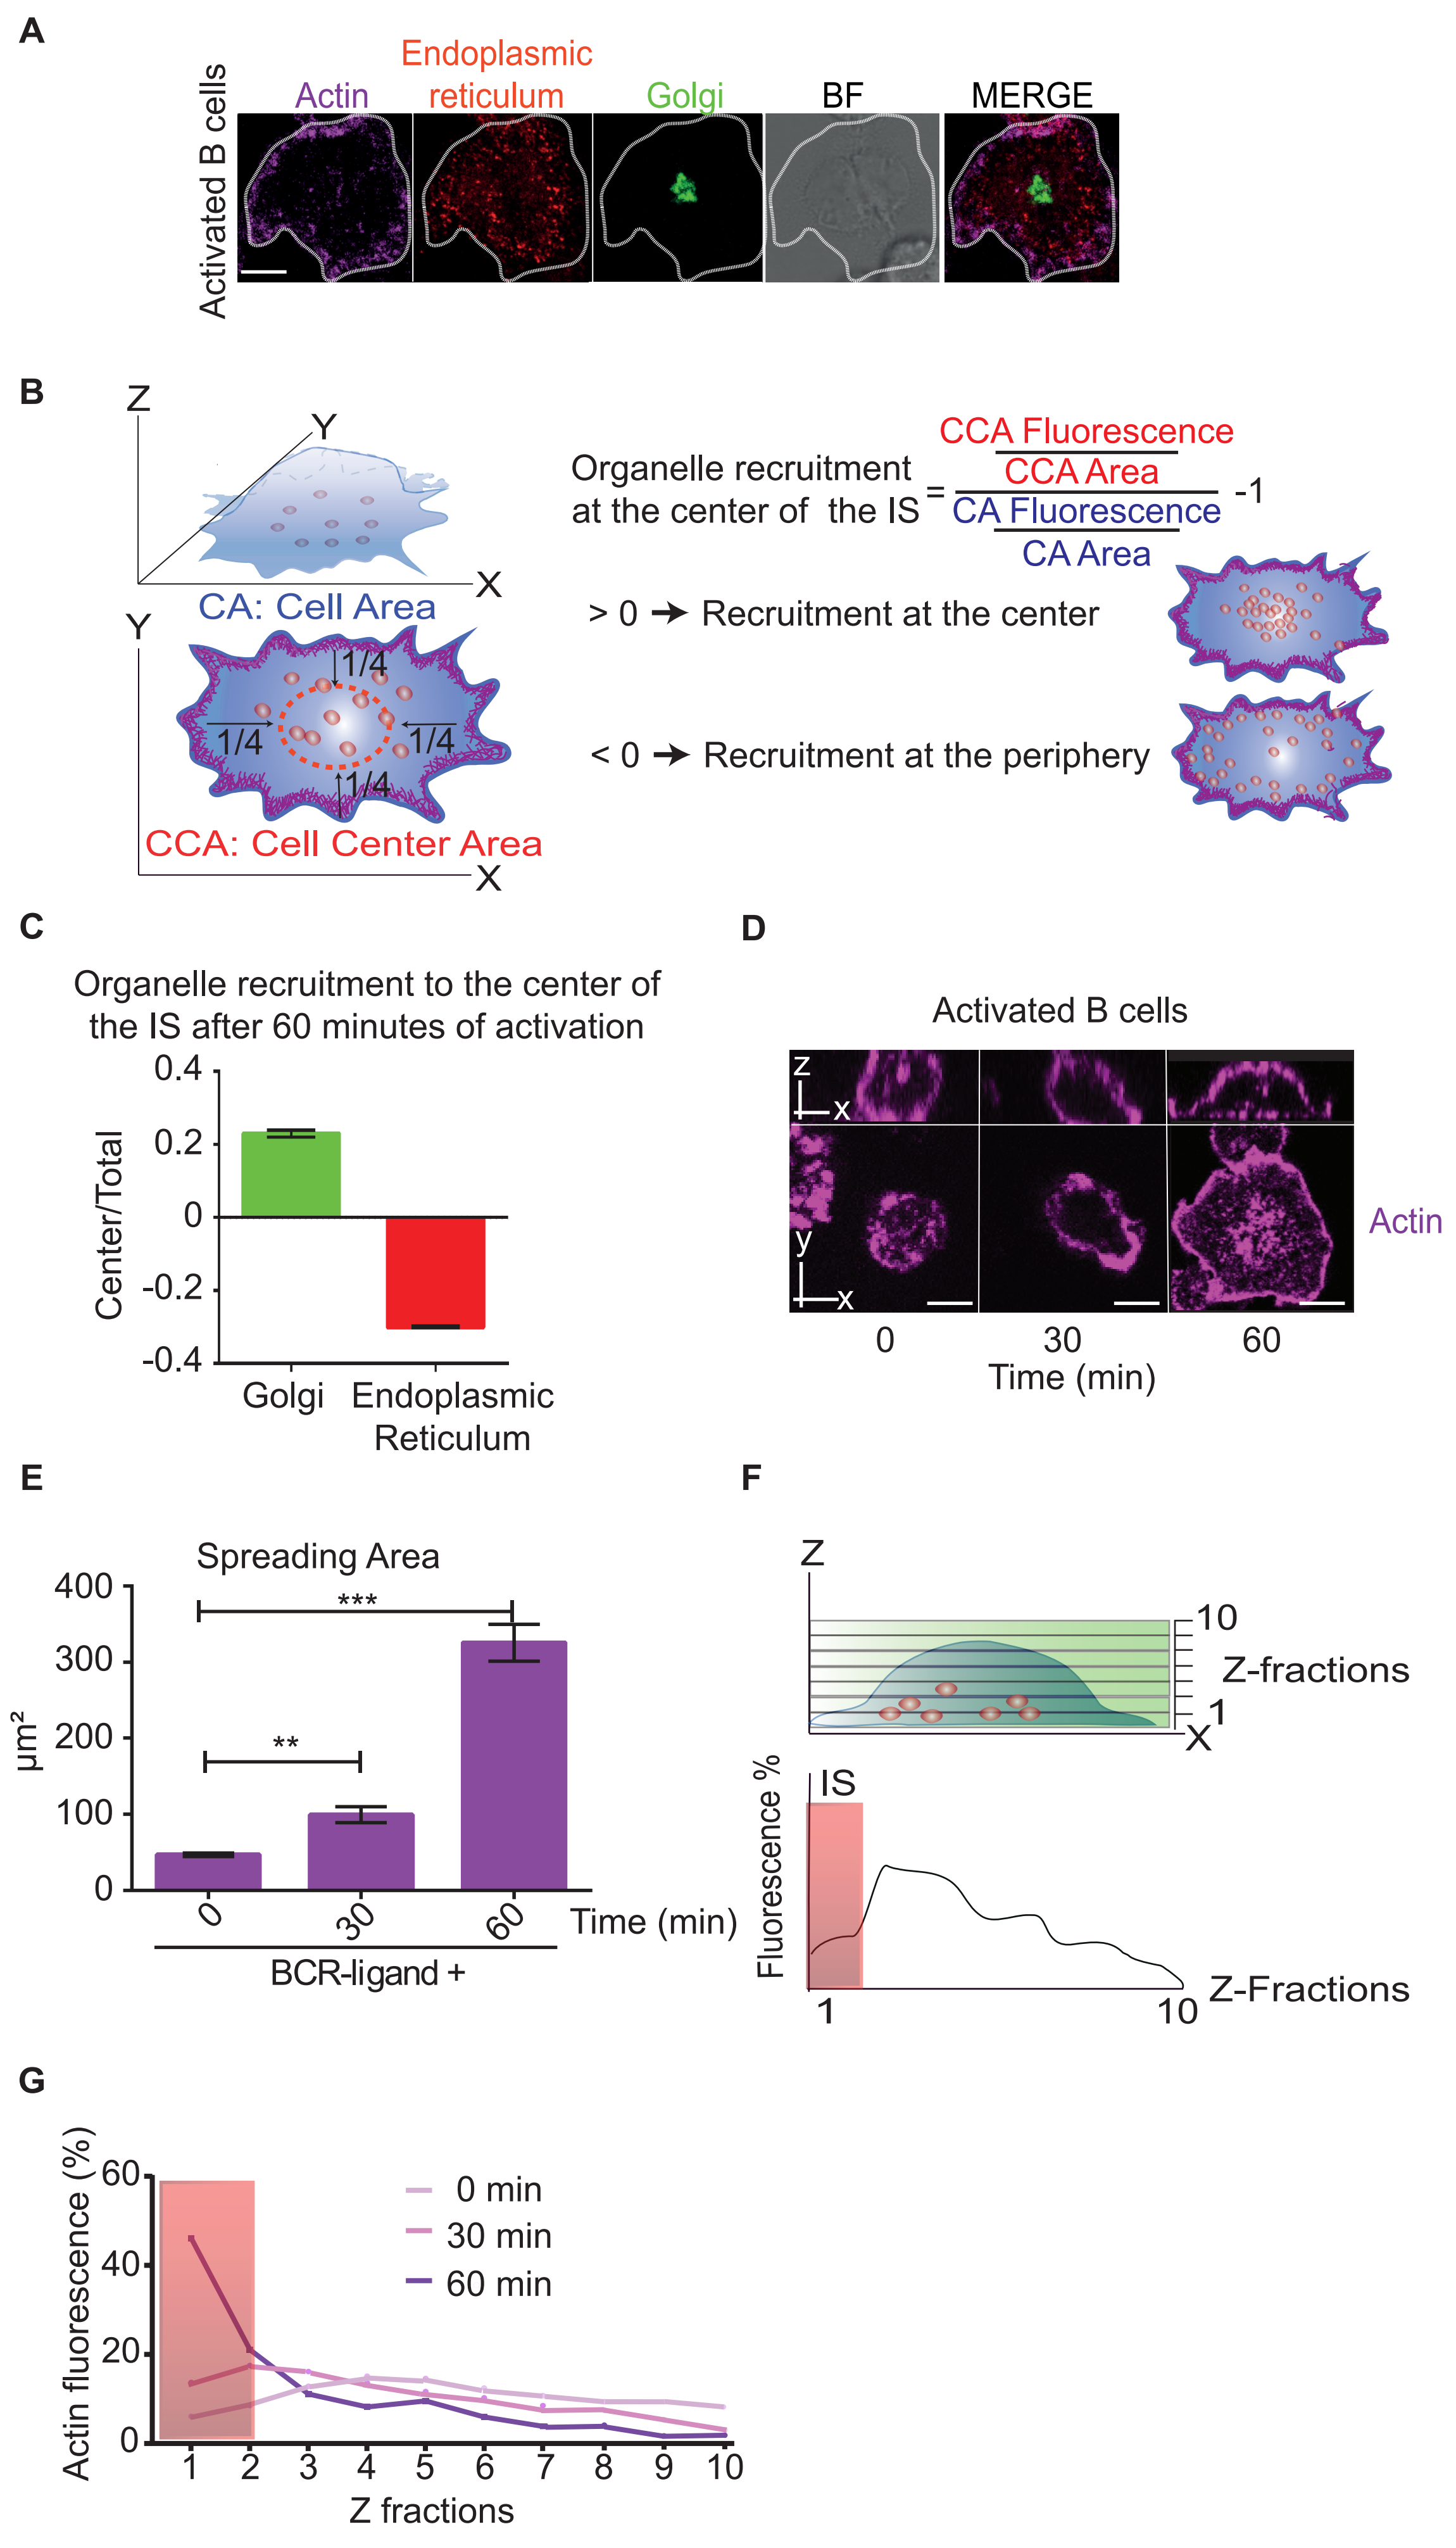 A
Activated B cells
Actin
Endoplasmic
reticulum
Golgi
BF
MERGE
B
Z
Y
X
CA: Cell Area
Y
1/4
1/4
1/4
1/4
CCA: Cell Center Area
X
Organelle recruitment
at the center of the IS
=
CCA Fluorescence
CCA Area
CA Fluorescence
CA Area
-1
> 0 → Recruitment at the center
< 0 → Recruitment at the periphery
C
Organelle recruitment to the center of
the IS after 60 minutes of activation
Center/Total
0.4
0.2
0
-0.2
-0.4
Golgi
Endoplasmic
Reticulum
D
Activated B cells
z
x
y
x
Actin
0 30 60
Time (min)
E
Spreading Area
µm²
400
300
200
100
0
***
**
0 30 60 Time (min)
BCR-ligand +
F
Z
10
Z-fractions
1
X
Fluorescence %
IS
1 10 Z-Fractions
G
Actin fluorescence (%)
60
40
20
0
0 min
30 min
60 min
1 2 3 4 5 6 7 8 9 10
Z fractions